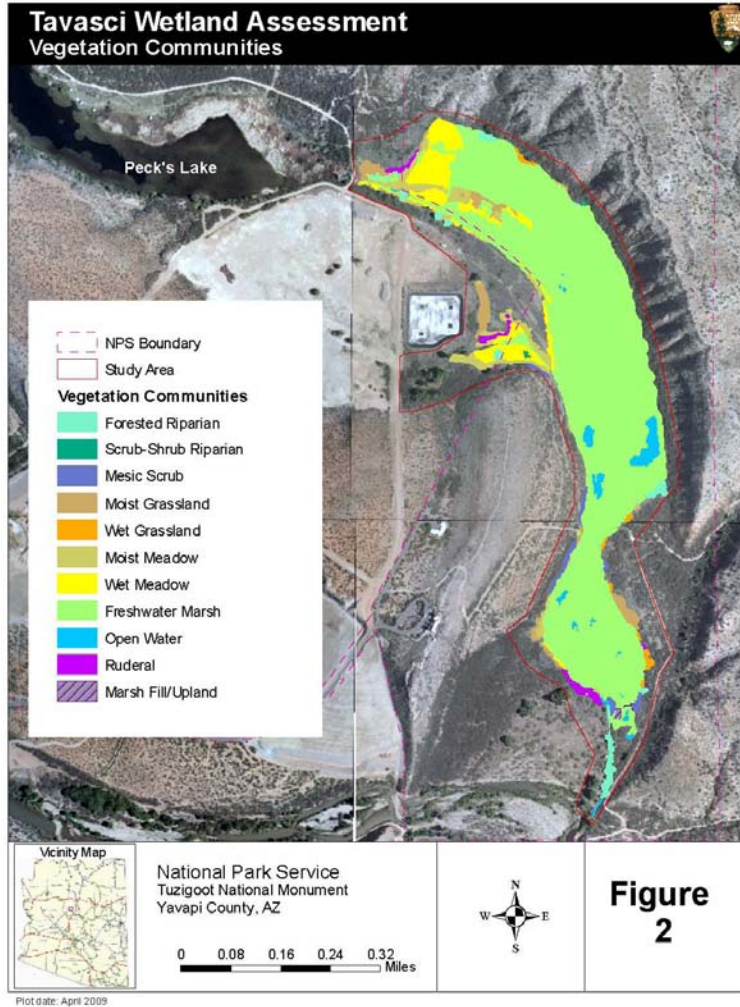 Tavasci Wetland Assessment
Vegetation Communities
Peck's Lake
NPS Boundary
Study Area
Vegetation Communities
Forested Riparian
Scrub-Shrub Riparian
Mesic Scrub
Moist Grassland
Wet Grassland
Moist Meadow
Wet Meadow
Freshwater Marsh
Open Water
Ruderal
Marsh Fill/Upland
Vicinity Map
National Park Service
Tuzigoot National Monument
Yavapi County, AZ
0 0.08 0.16 0.24 0.32
Miles
N
W E
S
Figure
2
Plot date: April 2009